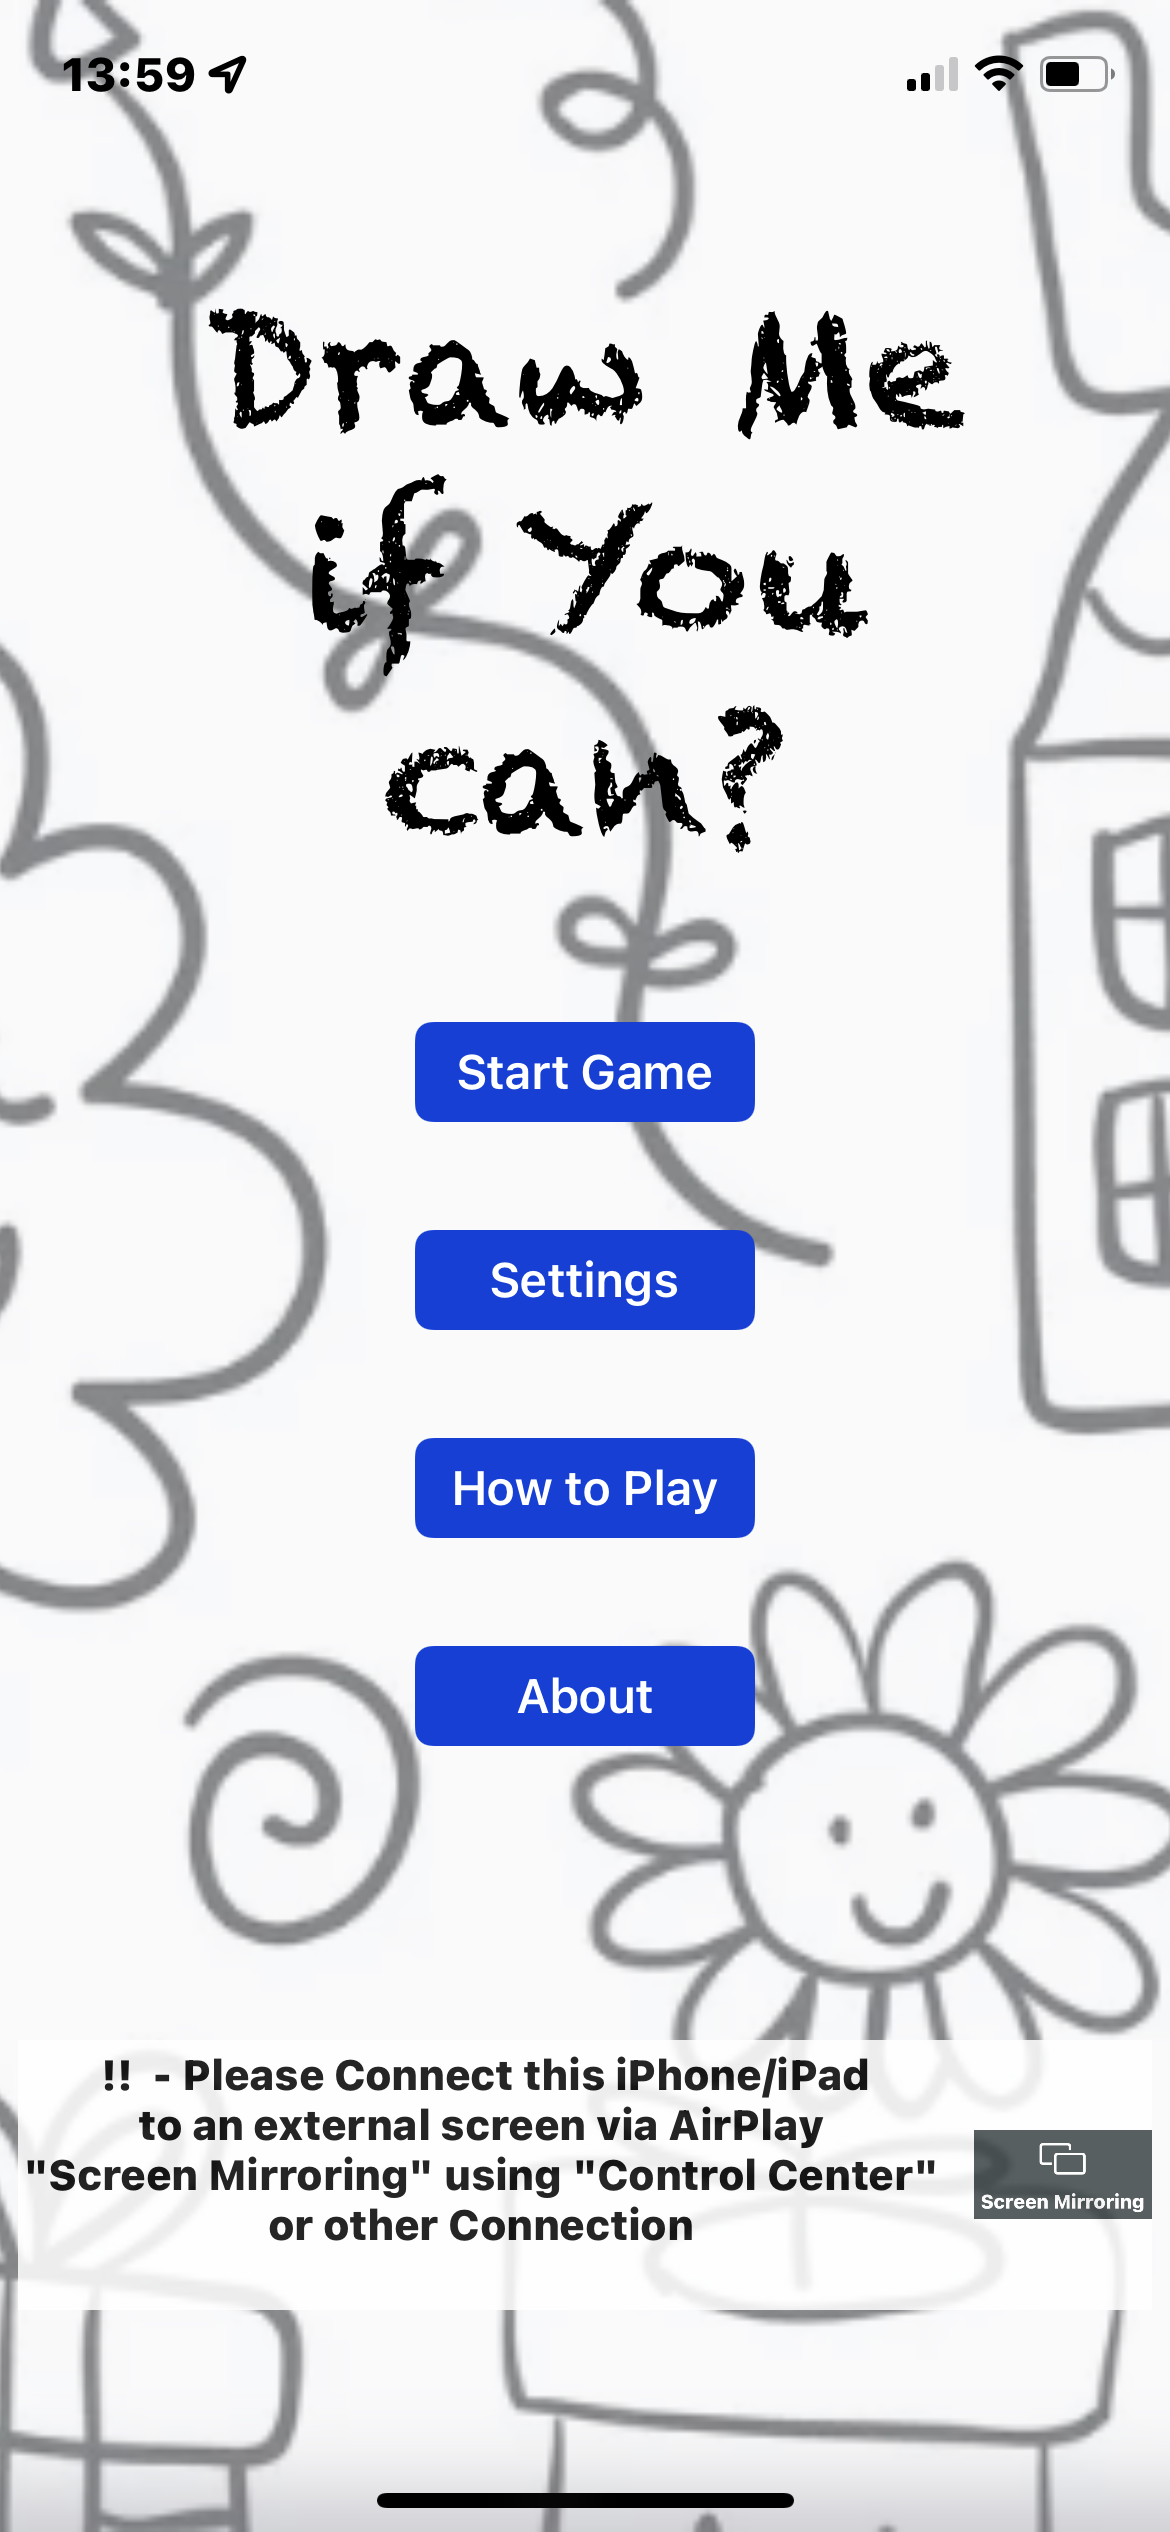 13:59
Draw Me
if You
can?
Start Game
Settings
How to Play
About
!! - Please Connect this iPhone/iPad
to an external screen via AirPlay
"Screen Mirroring" using "Control Center"
or other Connection
Screen Mirroring